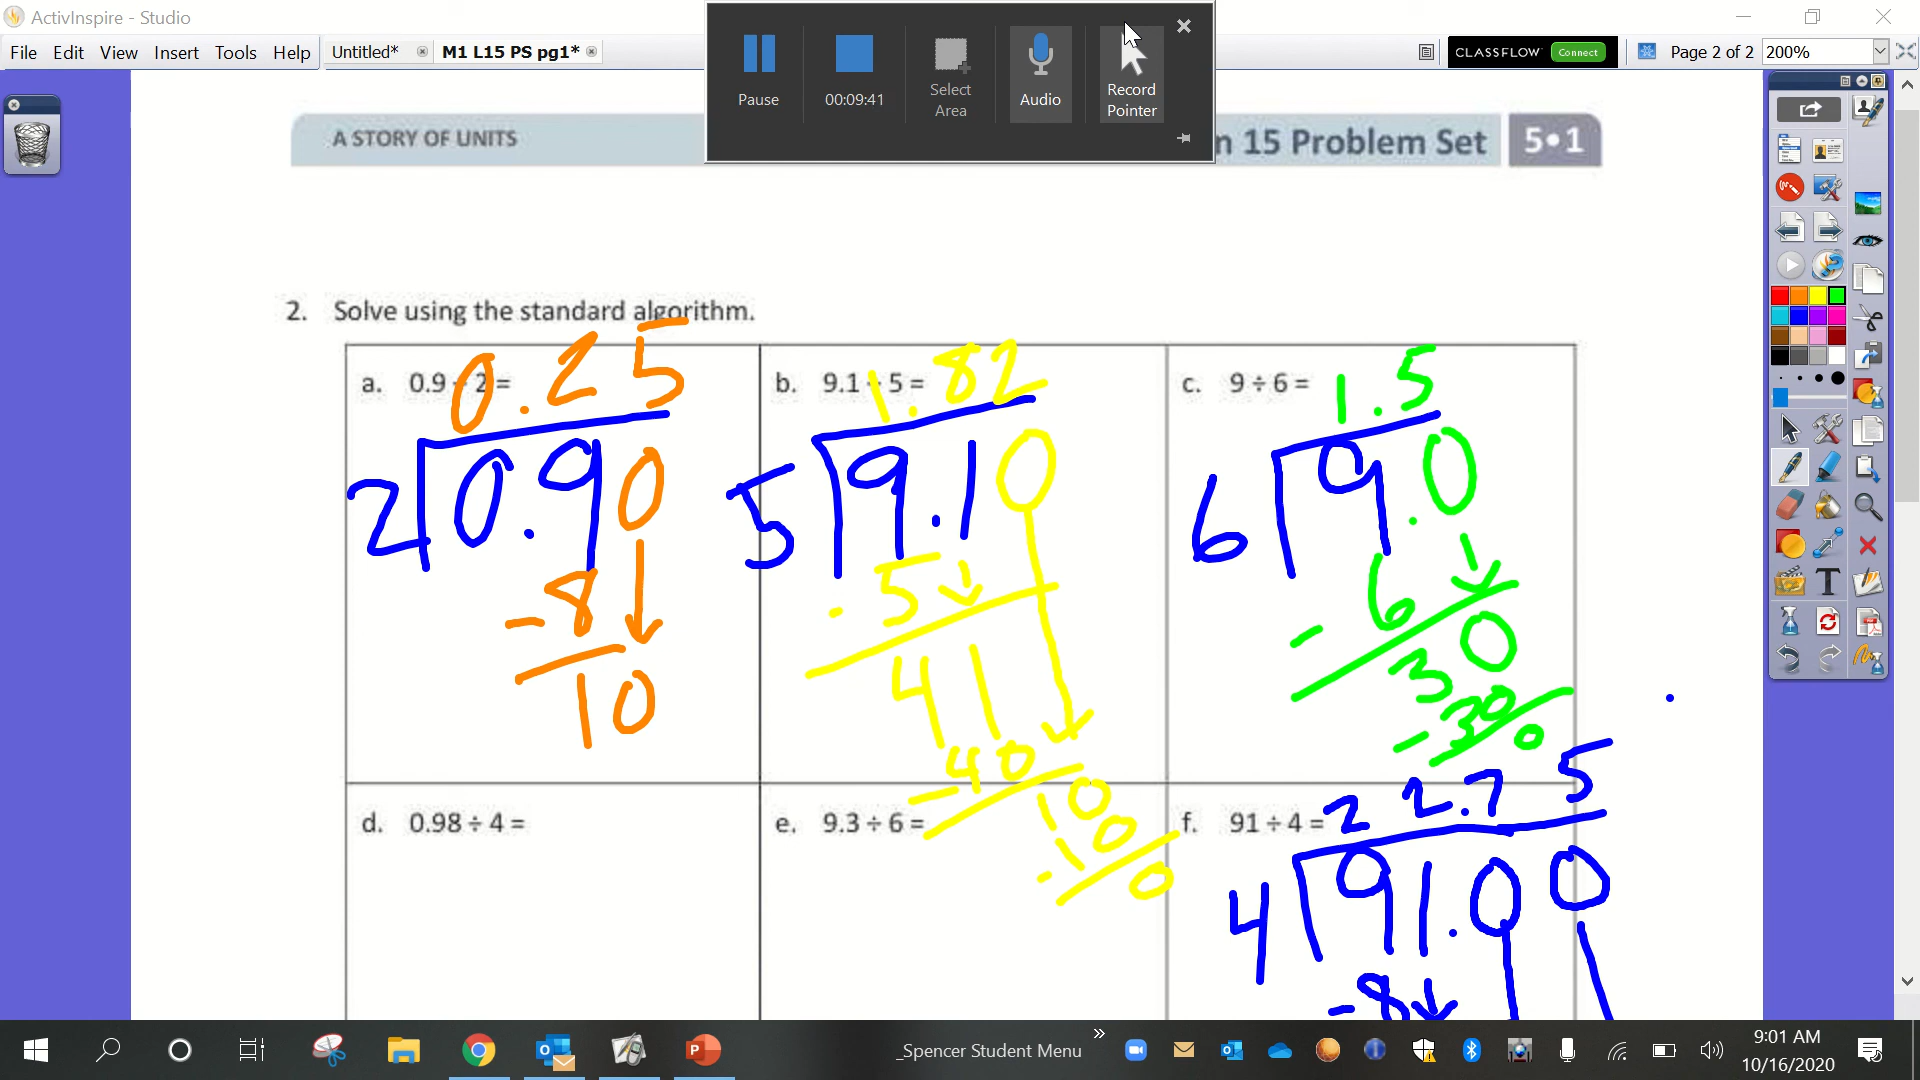 ActivInspire - Studio
File Edit View Insert Tools Help Untitled* M1 L15 PS pg1*
CLASSFLOW Connect Page 2 of 2 200%
Pause 00:09:41 Select Area Audio Record Pointer
A STORY OF UNITS n 15 Problem Set 5•1
2. Solve using the standard algorithm.
a. 0.9 ÷ 2 =
0.25
2 0.90
-8
10
b. 9.1 ÷ 5 =
1.82
5 9.10
-5
41
-40
10
-10
0
c. 9 ÷ 6 =
1.5
6 9.0
-6
30
-30
0
d. 0.98 ÷ 4 =
e. 9.3 ÷ 6 =
f. 91 ÷ 4 =
22.75
4 91.00
-8
_Spencer Student Menu
9:01 AM
10/16/2020